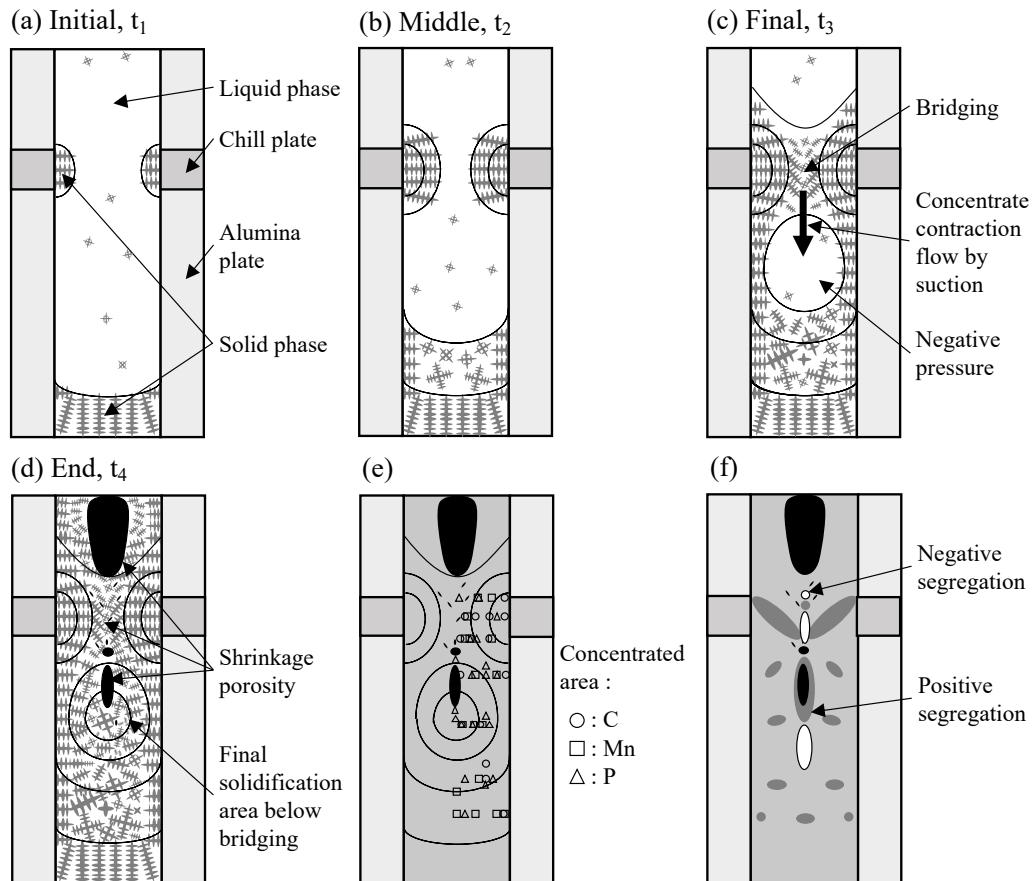 (a) Initial, t₁
(b) Middle, t₂
(c) Final, t₃
Liquid phase
Chill plate
Alumina
plate
Solid phase
Bridging
Concentrate
contraction
flow by
suction
Negative
pressure
(d) End, t₄
(e)
(f)
Shrinkage
porosity
Final
solidification
area below
bridging
Concentrated
area :
○ : C
□ : Mn
△ : P
Negative
segregation
Positive
segregation